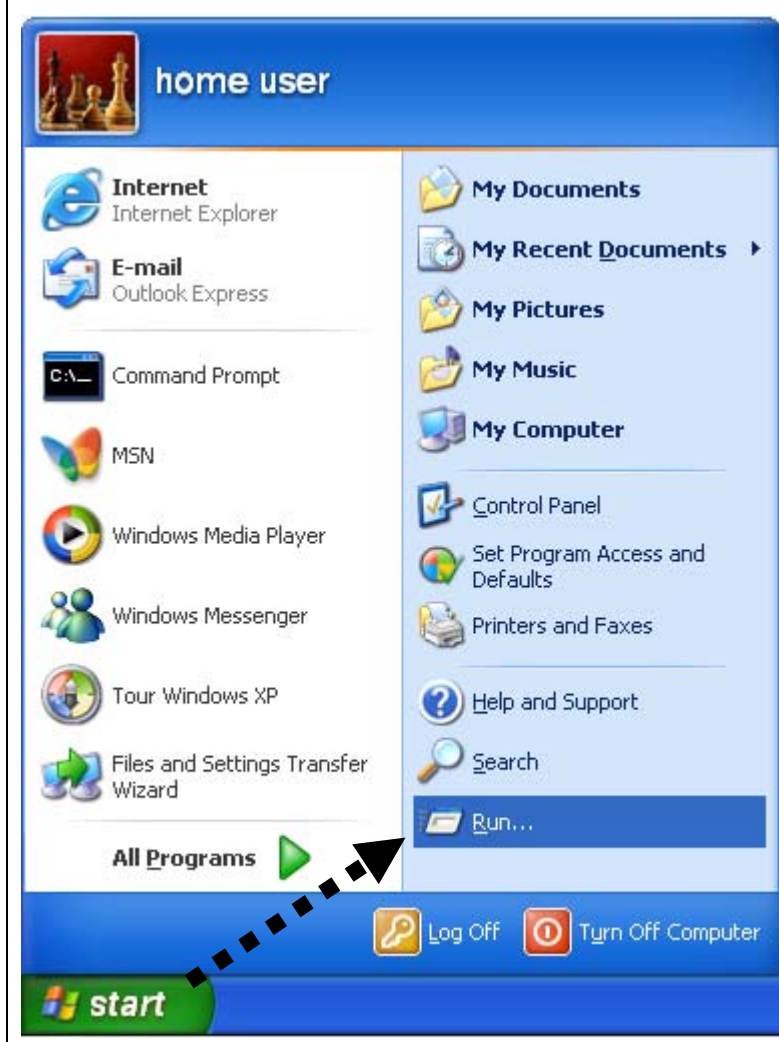 home user
Internet
Internet Explorer
E-mail
Outlook Express
C:\_
Command Prompt
MSN
Windows Media Player
Windows Messenger
Tour Windows XP
Files and Settings Transfer
Wizard
All Programs
My Documents
My Recent Documents
My Pictures
My Music
My Computer
Control Panel
Set Program Access and
Defaults
Printers and Faxes
Help and Support
Search
Run...
Log Off
Turn Off Computer
start